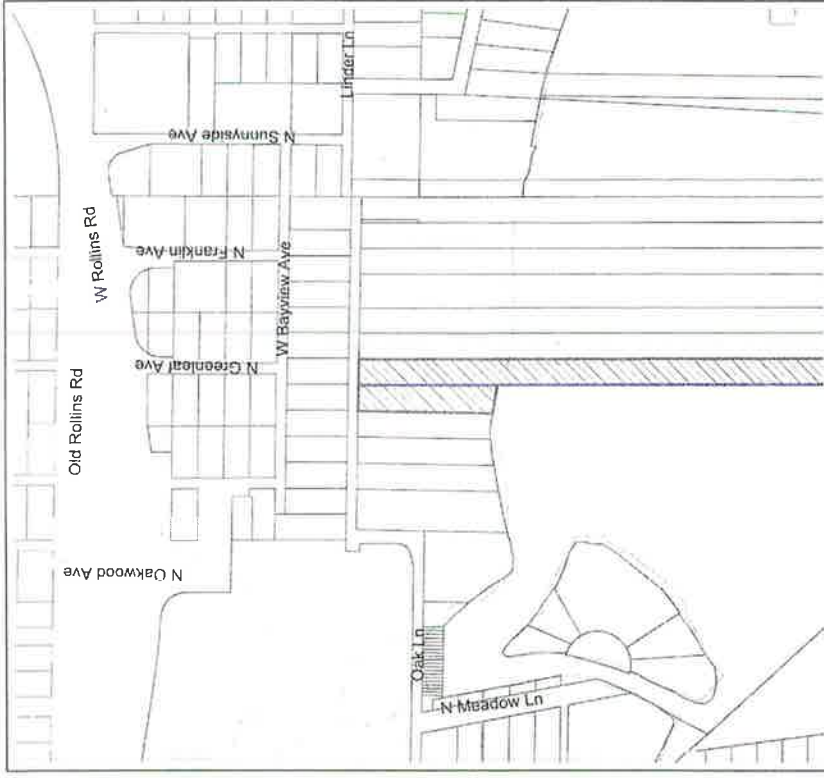 Linder Ln
N Sunnyside Ave
W Rollins Rd
N Franklin Ave
W Bayview Ave
N Greenleaf Ave
Old Rollins Rd
N Oakwood Ave
Oak Ln
N Meadow Ln